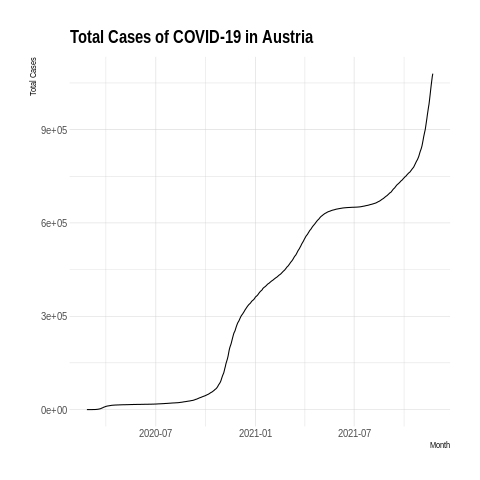 Total Cases of COVID-19 in Austria
Total Cases
9e+05
6e+05
3e+05
0e+00
2020-07 2021-01 2021-07
Month